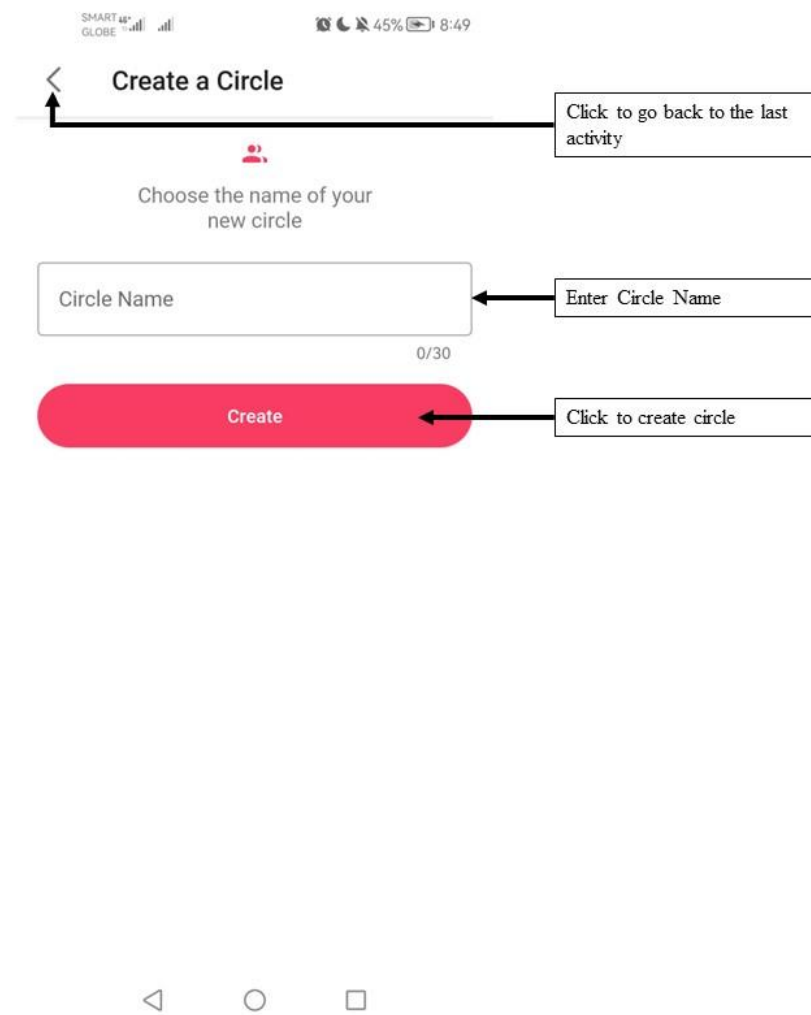 SMART 46+
GLOBE
45% 8:49
Create a Circle
Click to go back to the last
activity
Choose the name of your
new circle
Circle Name
Enter Circle Name
0/30
Create
Click to create circle